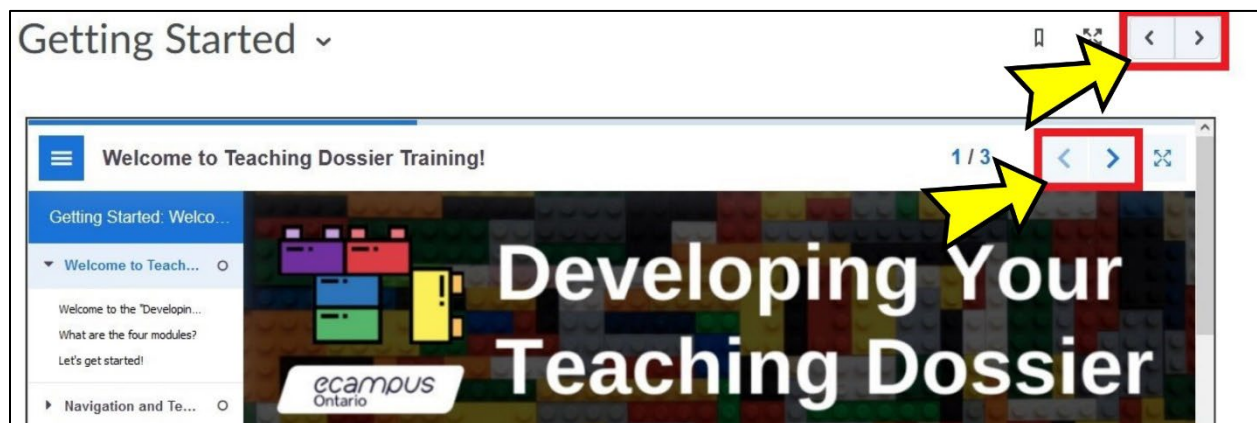 Getting Started
Welcome to Teaching Dossier Training!
1 / 3
Getting Started: Welco...
Welcome to Teach...
Welcome to the "Developin...
What are the four modules?
Let's get started!
Navigation and Te...
Developing Your
Teaching Dossier
ecampus
Ontario